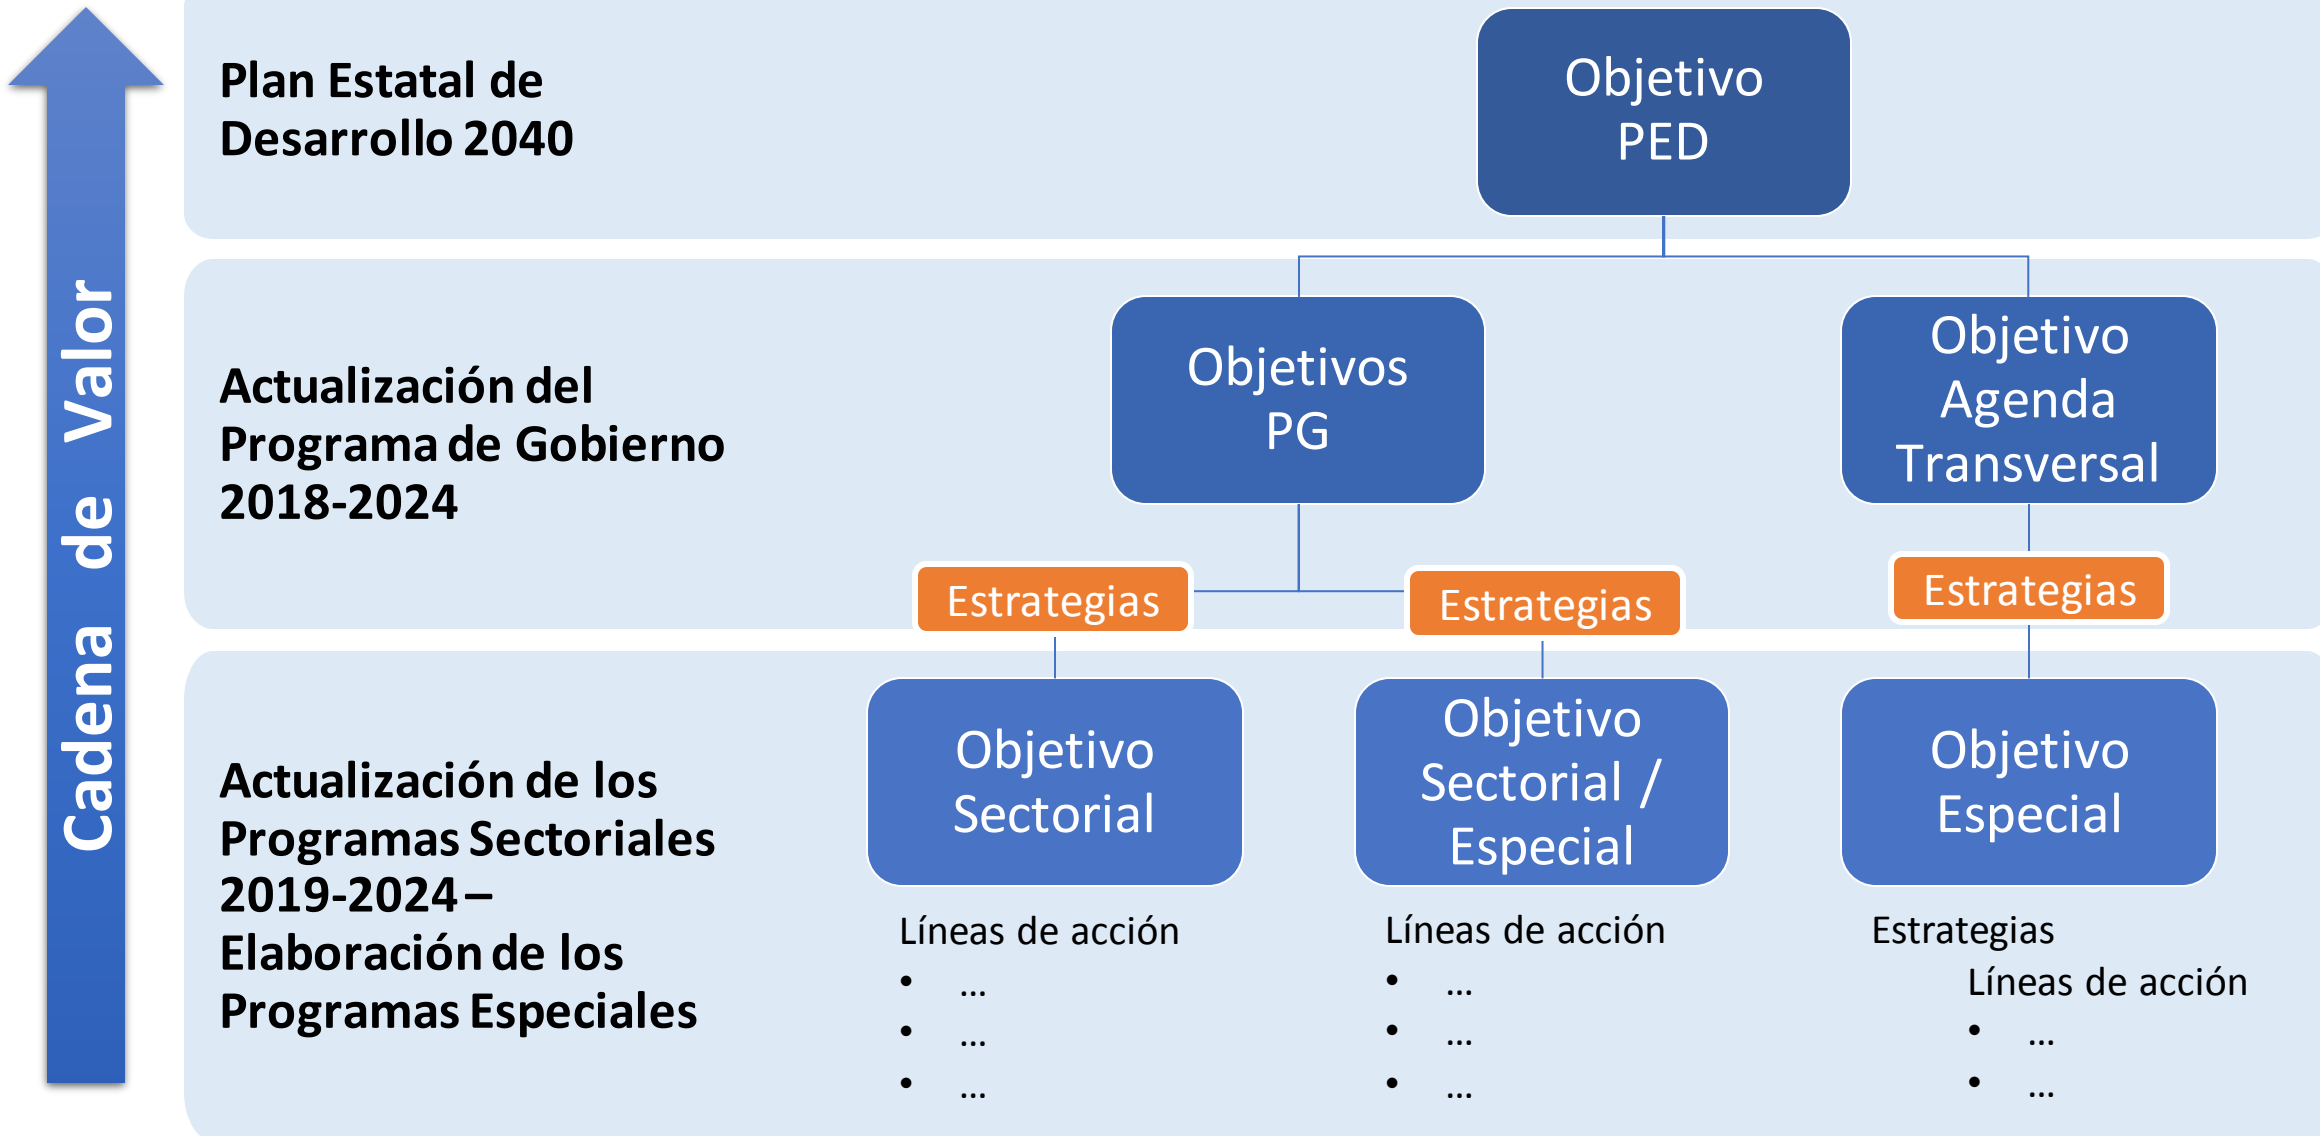 Cadena de Valor
Plan Estatal de
Desarrollo 2040
Objetivo
PED
Actualización del
Programa de Gobierno
2018-2024
Objetivos
PG
Objetivo
Agenda
Transversal
Estrategias
Estrategias
Estrategias
Actualización de los
Programas Sectoriales
2019-2024 –
Elaboración de los
Programas Especiales
Objetivo
Sectorial
Líneas de acción
• ...
• ...
• ...
Objetivo
Sectorial /
Especial
Líneas de acción
• ...
• ...
• ...
Objetivo
Especial
Estrategias
Líneas de acción
• ...
• ...